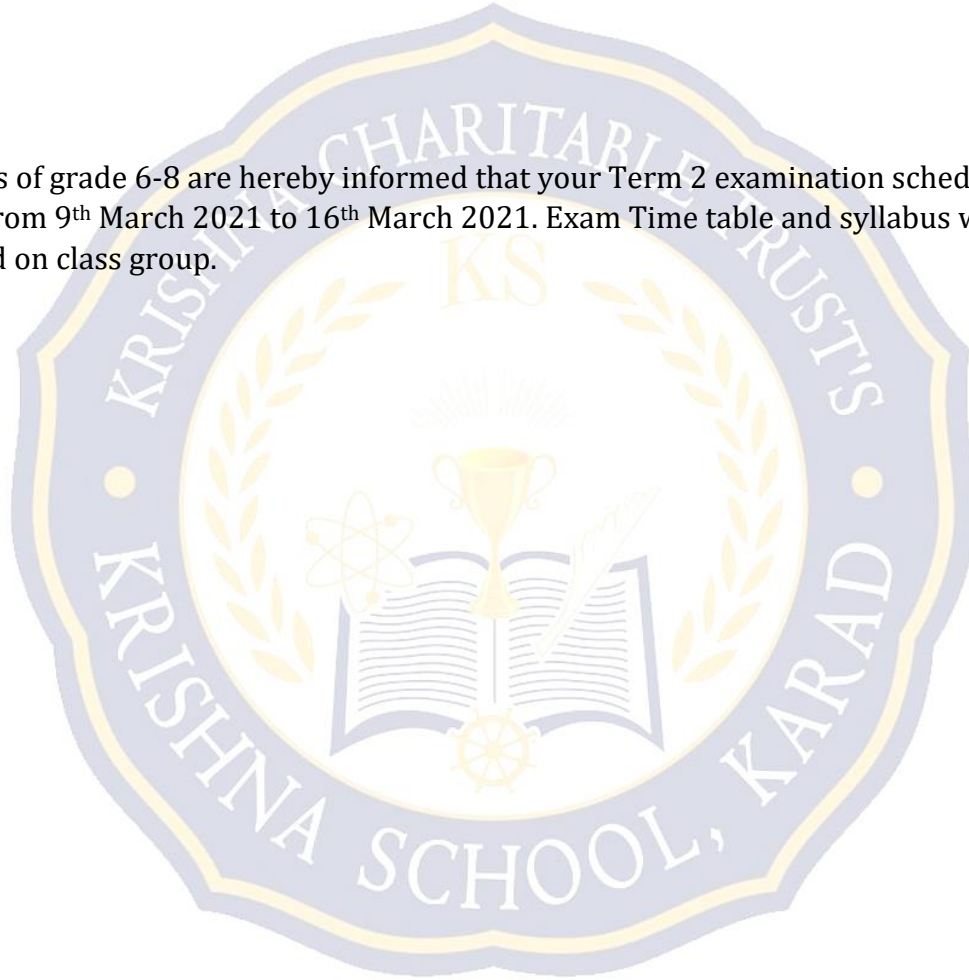 s of grade 6-8 are hereby informed that your Term 2 examination sched
rom 9th March 2021 to 16th March 2021. Exam Time table and syllabus w
d on class group.
KRISHNA CHARITABLE TRUST'S
KS
KRISHNA SCHOOL, KARAD